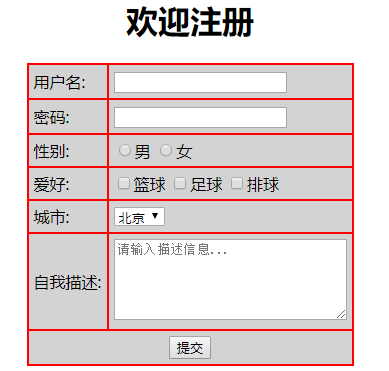 欢迎注册
用户名:
密码:
性别: 男 女
爱好: 篮球 足球 排球
城市: 北京
自我描述: 请输入描述信息...
提交